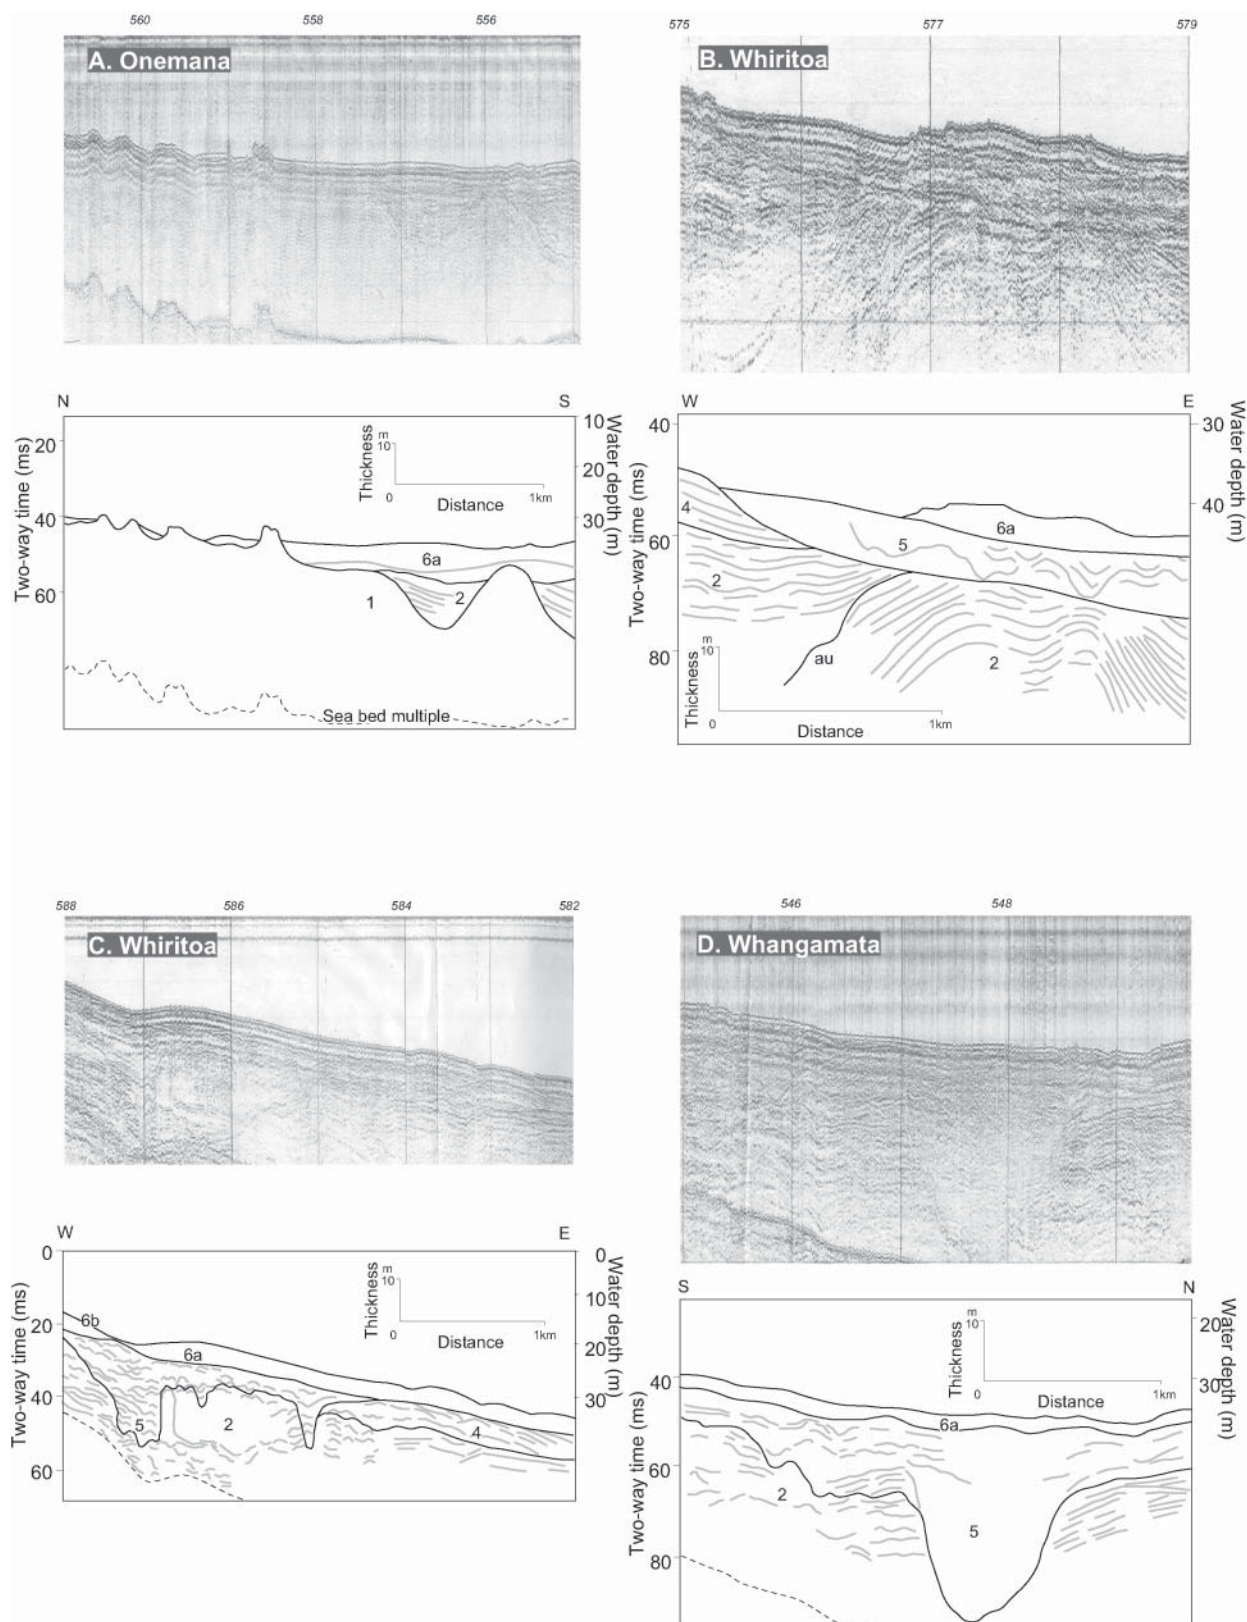 560 558 556
A. Onemana
575 577 579
B. Whiritoa
N S
20
40
60
Two-way time (ms)
10
20
30
Water depth (m)
Thickness
m
10
0
Distance
1km
6a
1
2
Sea bed multiple
W E
40
60
80
Two-way time (ms)
30
40
Water depth (m)
4
5
6a
2
au
2
Thickness
m
10
0
Distance
1km
588 586 584 582
C. Whiritoa
546 548
D. Whangamata
W E
0
20
40
60
Two-way time (ms)
0
10
20
30
Water depth (m)
Thickness
m
10
0
Distance
1km
6b
6a
5
2
4
S N
40
60
80
Two-way time (ms)
20
30
Water depth (m)
Thickness
m
10
0
Distance
1km
6a
2
5